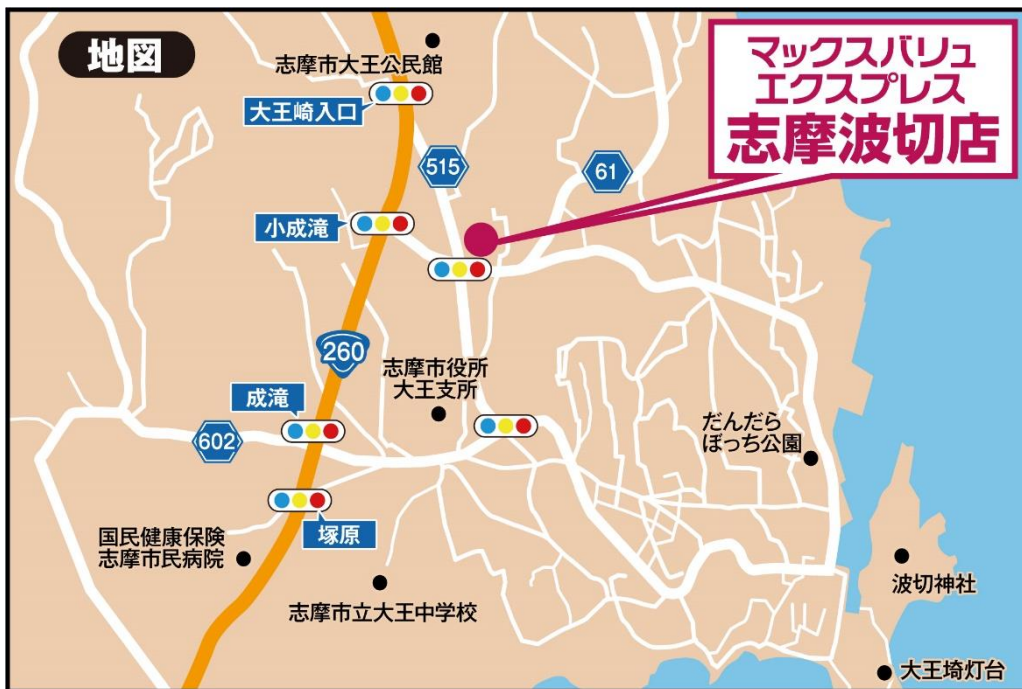 地図
マックスバリュ
エクスプレス
志摩波切店
志摩市大王公民館
大王崎入口
515
61
小成滝
260
志摩市役所
大王支所
成滝
602
だんだら
ぼっち公園
塚原
国民健康保険
志摩市民病院
志摩市立大王中学校
波切神社
大王埼灯台